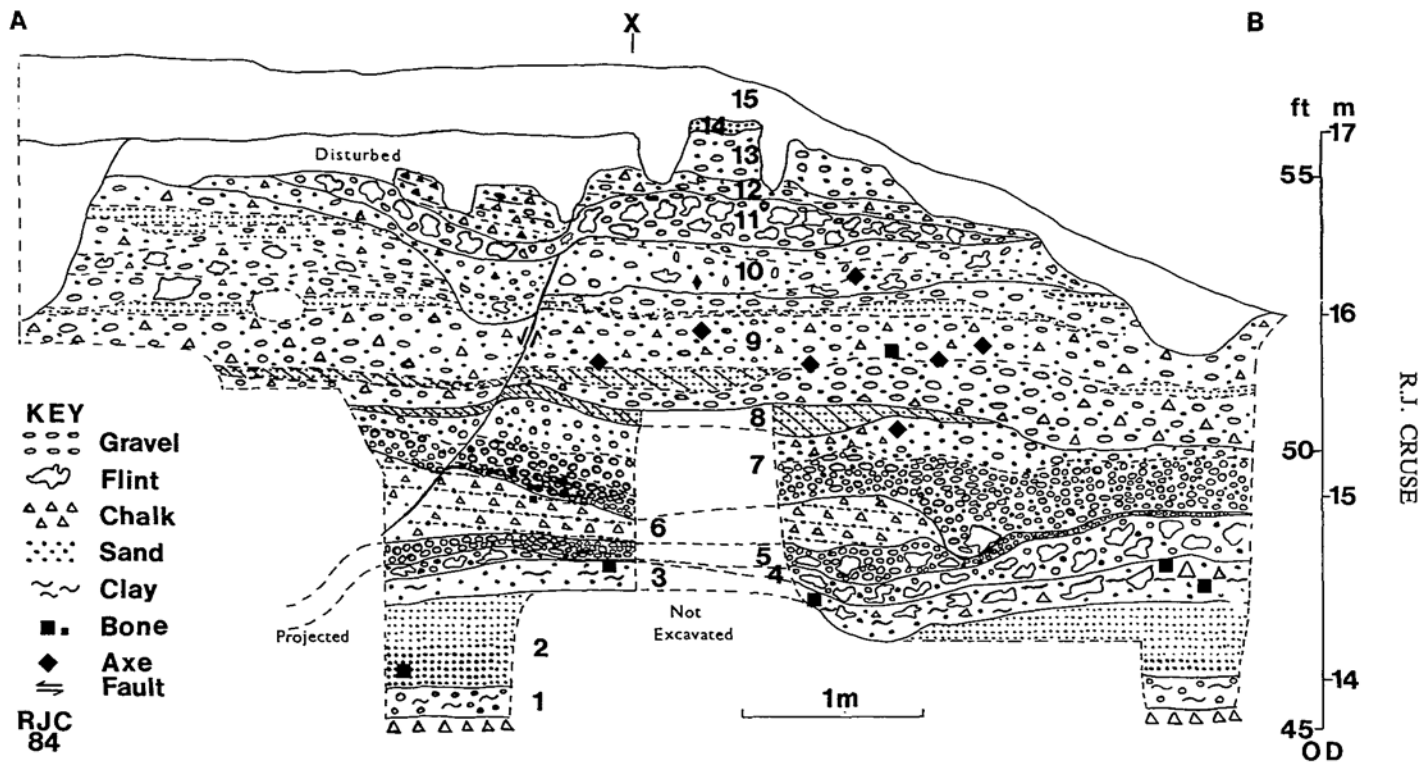 A
X
B
15
ft m
14
17
Disturbed
13
55
12
11
10
16
9
R.J. CRUSE
KEY
8
Gravel
50
7
Flint
15
Chalk
6
Sand
5
4
3
Clay
Bone
Projected
Not
Excavated
2
Axe
Fault
14
1
1m
RJC
84
45
OD